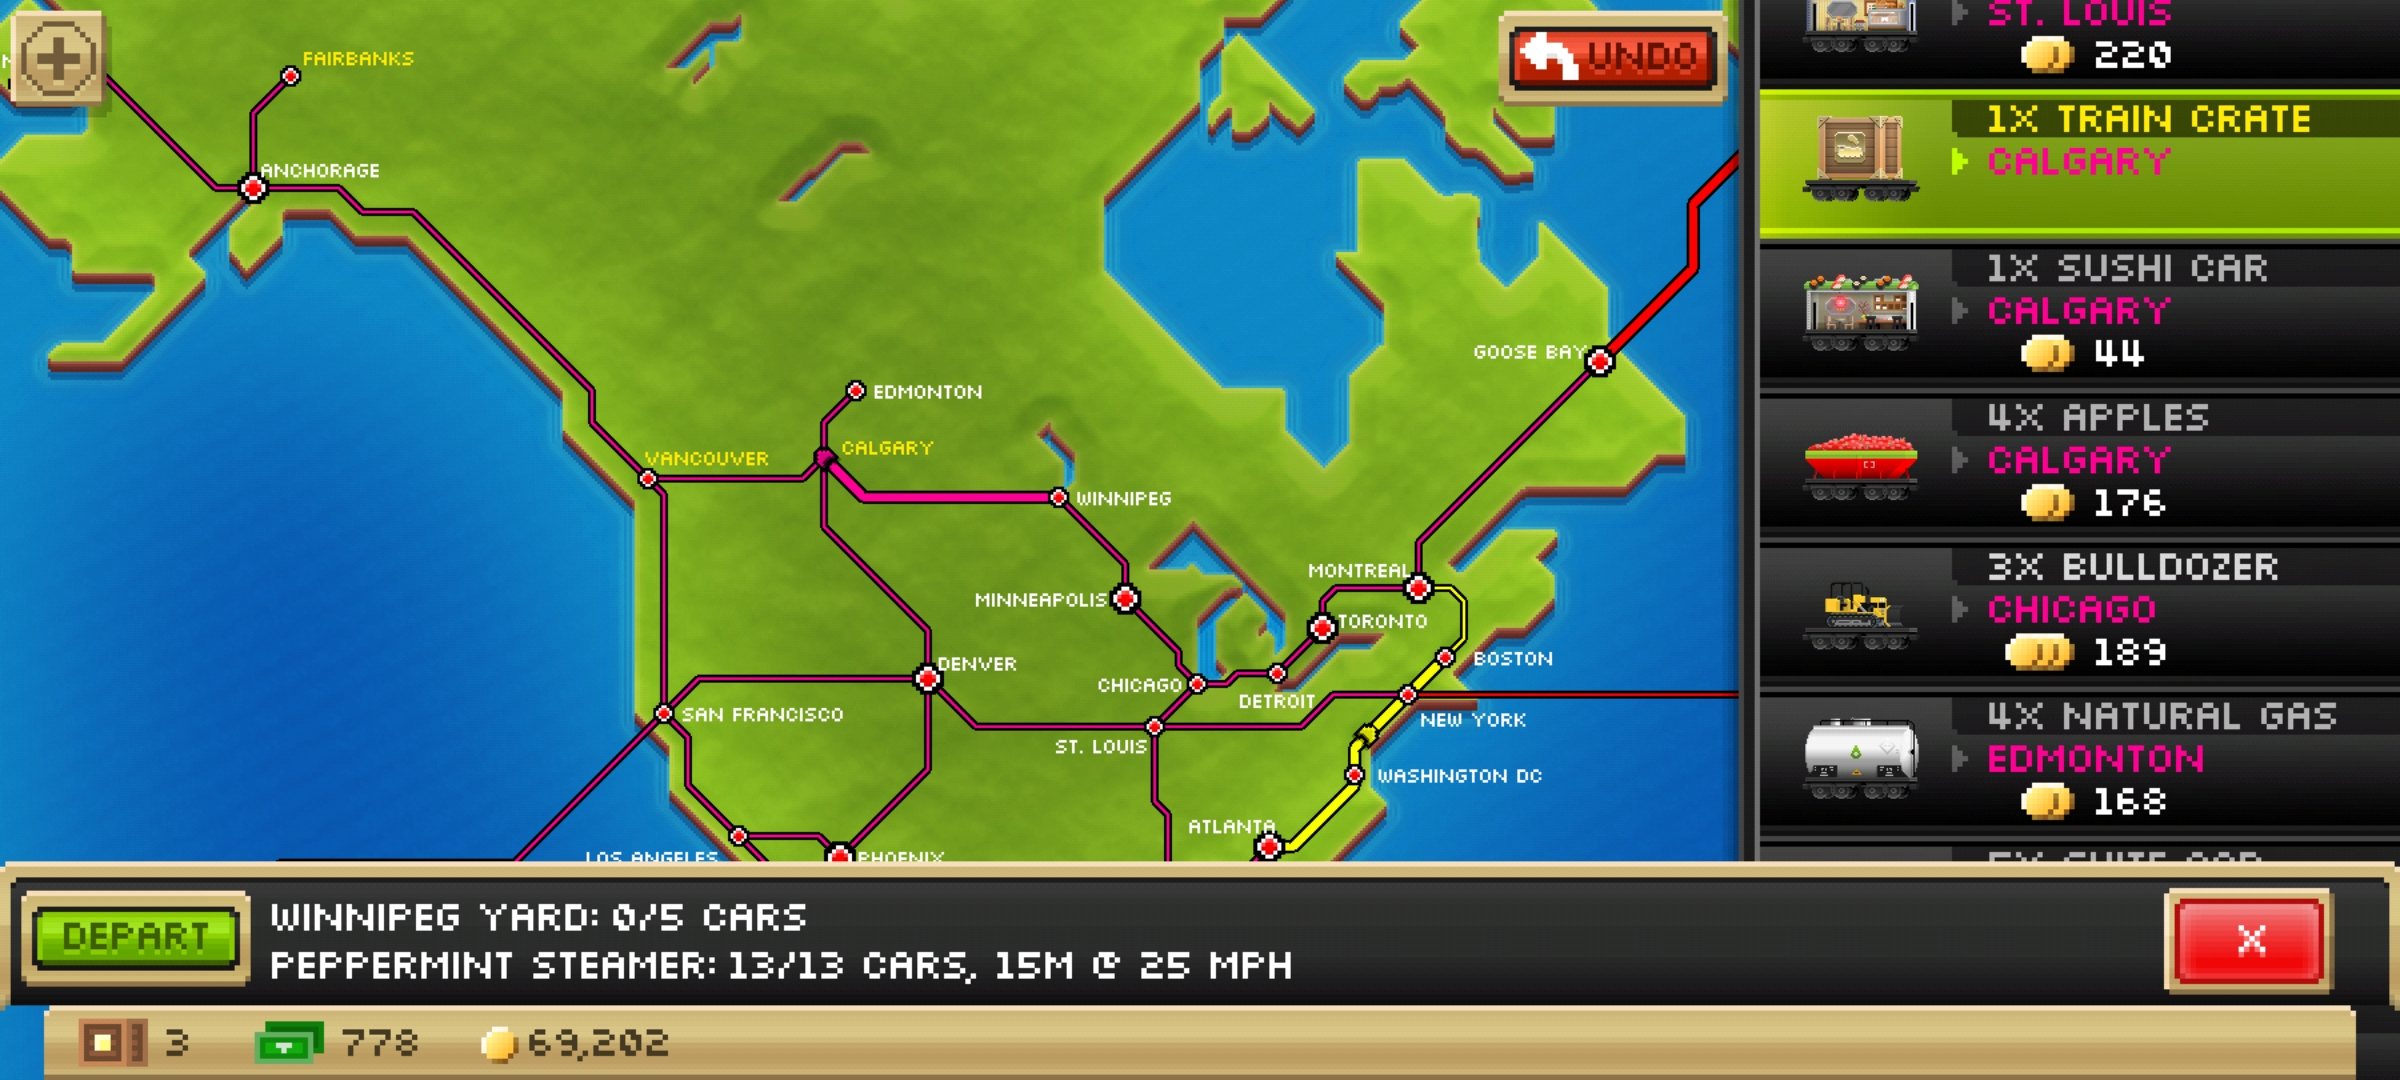 FAIRBANKS
ANCHORAGE
EDMONTON
VANCOUVER
CALGARY
WINNIPEG
GOOSE BAY
MONTREAL
MINNEAPOLIS
TORONTO
DENVER
CHICAGO
DETROIT
BOSTON
SAN FRANCISCO
NEW YORK
ST. LOUIS
WASHINGTON DC
ATLANTA
LOS ANGELES
PHOENIX
UNDO
ST. LOUIS
220
1X TRAIN CRATE
CALGARY
1X SUSHI CAR
CALGARY
44
4X APPLES
CALGARY
176
3X BULLDOZER
CHICAGO
189
4X NATURAL GAS
EDMONTON
168
DEPART
WINNIPEG YARD: 0/5 CARS
PEPPERMINT STEAMER: 13/13 CARS, 15M @ 25 MPH
X
3
778
69,202